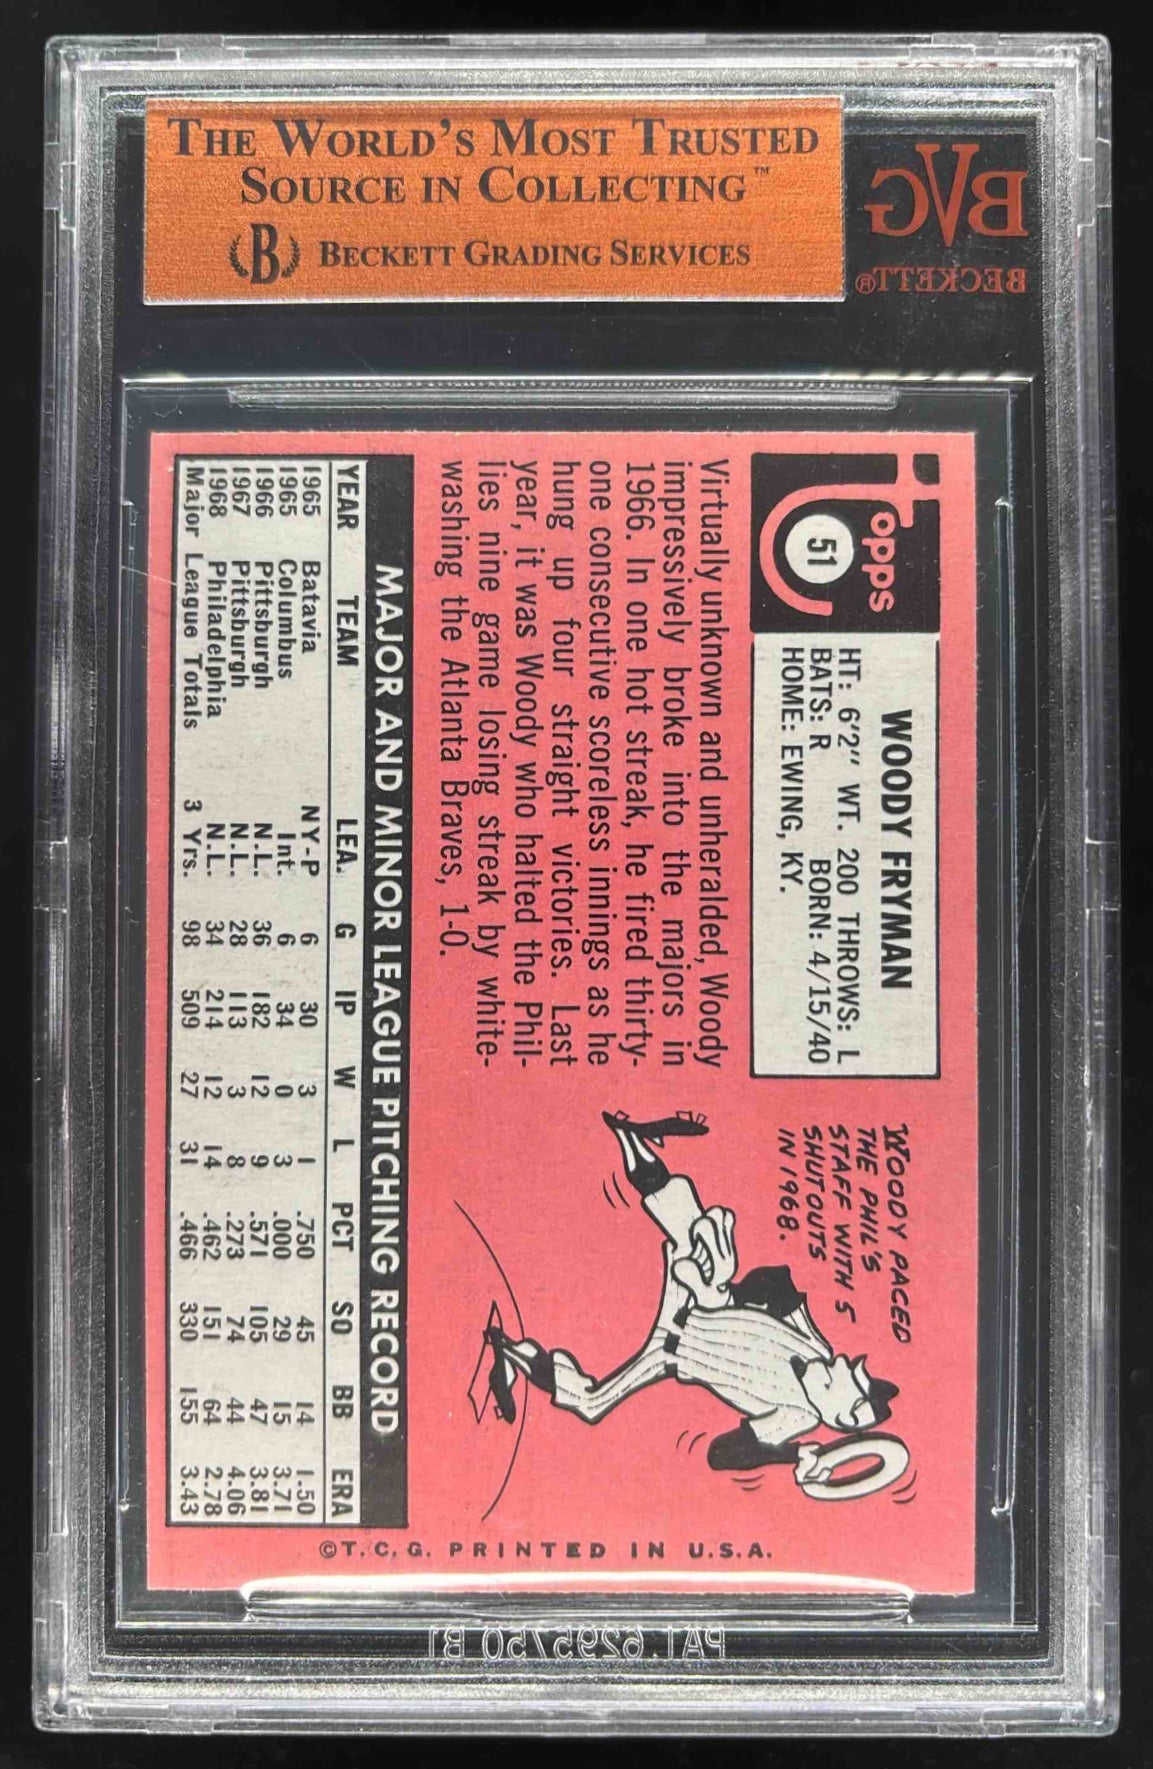 THE WORLD'S MOST TRUSTED
SOURCE IN COLLECTING™
B BECKETT GRADING SERVICES
BVG
BECKETT®
Topps
51
WOODY FRYMAN
HT: 6'2" WT. 200 THROWS: L
BATS: R BORN: 4/15/40
HOME: EWING, KY.
WOODY PACED
THE PHIL'S
STAFF WITH 5
SHUTOUTS
IN 1968.
Virtually unknown and unheralded, Woody
impressively broke into the majors in
1966. In one hot streak, he fired thirty-
one consecutive scoreless innings as he
hung up four straight victories. Last
year, it was Woody who halted the Phil-
lies nine game losing streak by white-
washing the Atlanta Braves, 1-0.
MAJOR AND MINOR LEAGUE PITCHING RECORD
YEAR TEAM LEA. G IP W L PCT SO BB ERA
1965 Batavia NY-P 6 30 3 1 .750 45 14 1.50
1965 Columbus Int. 6 34 0 3 .000 29 15 3.71
1966 Pittsburgh N.L. 36 182 12 9 .571 105 47 3.81
1967 Pittsburgh N.L. 28 113 3 8 .273 74 44 4.06
1968 Philadelphia N.L. 34 214 12 14 .462 151 64 2.78
Major League Totals 3 Yrs. 98 509 27 31 .466 330 155 3.43
©T.C.G. PRINTED IN U.S.A.
PAT. 6295750 B1